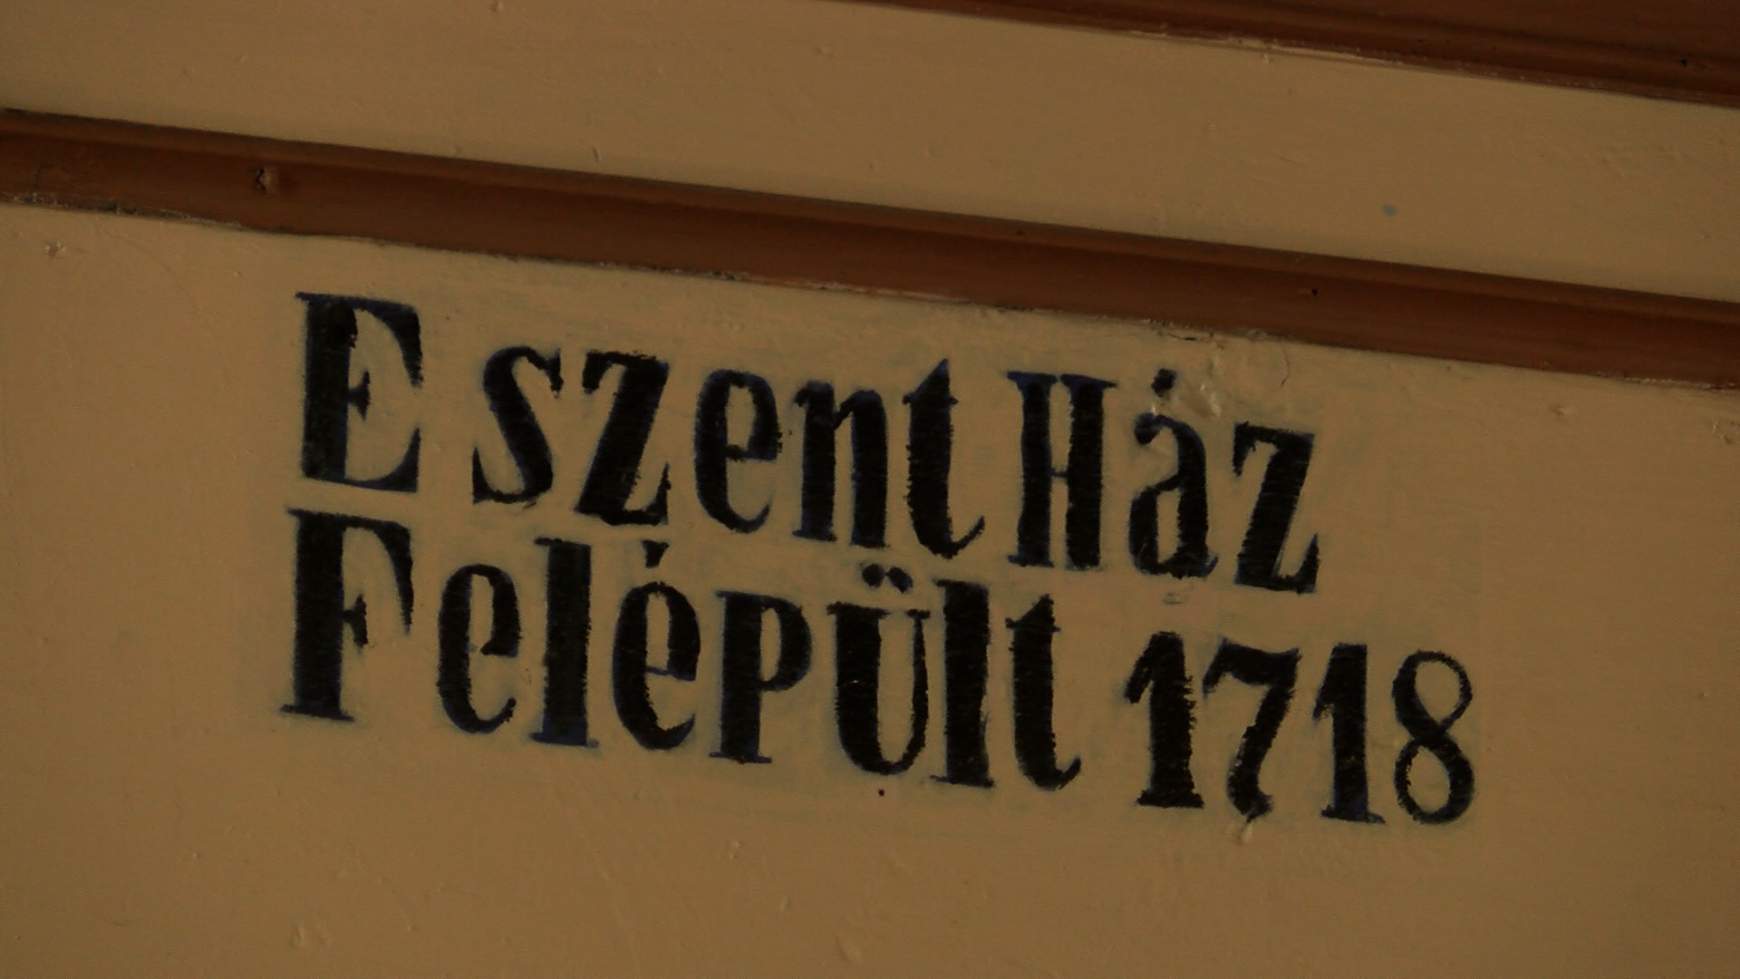 E szent Ház
Felépült 1718